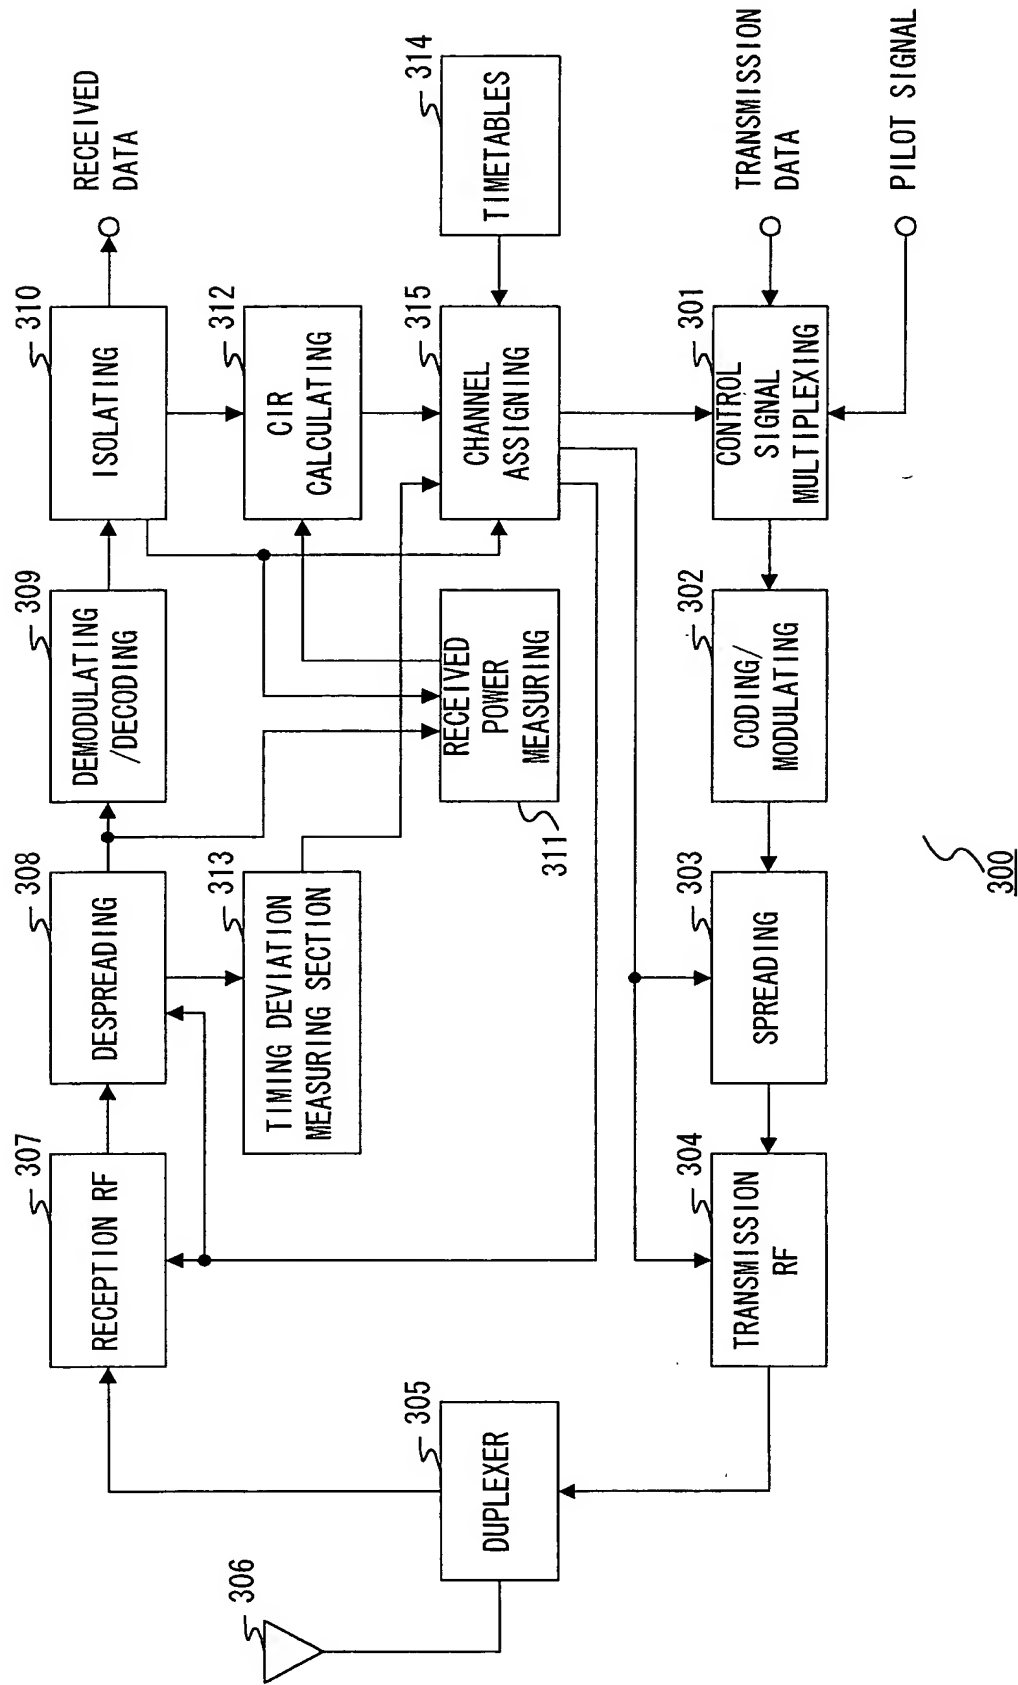 306
305
DUPLEXER
307
RECEPTION RF
308
DESPREADING
309
DEMODULATING
/DECODING
310
ISOLATING
RECEIVED
DATA
313
TIMING DEVIATION
MEASURING SECTION
312
CIR
CALCULATING
311
RECEIVED
POWER
MEASURING
315
CHANNEL
ASSIGNING
314
TIMETABLES
304
TRANSMISSION
RF
303
SPREADING
302
CODING/
MODULATING
301
CONTROL
SIGNAL
MULTIPLEXING
TRANSMISSION
DATA
PILOT SIGNAL
300